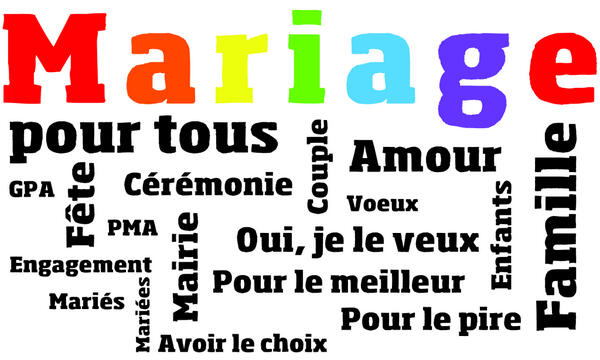 Mariage
pour tous
GPA
Fête
Cérémonie
Couple
Amour
Voeux
Enfants
Famille
PMA
Mairie
Oui, je le veux
Engagement
Mariés
Mariées
Pour le meilleur
Pour le pire
Avoir le choix